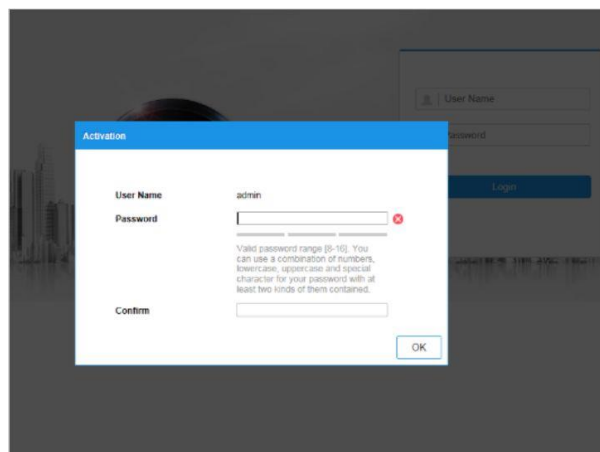 User Name
Password
Login
Activation
User Name admin
Password
Valid password range [8-16]. You
can use a combination of numbers,
lowercase, uppercase and special
character for your password with at
least two kinds of them contained.
Confirm
OK